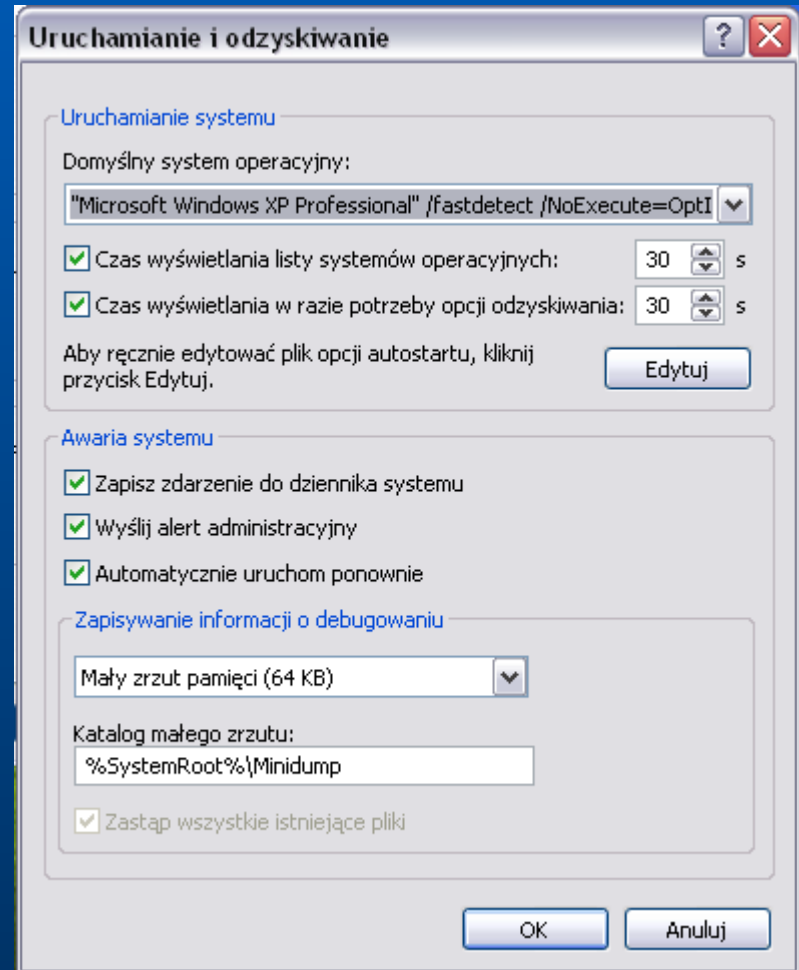 Uruchamianie i odzyskiwanie
Uruchamianie systemu
Domyślny system operacyjny:
"Microsoft Windows XP Professional" /fastdetect /NoExecute=OptI
Czas wyświetlania listy systemów operacyjnych: 30 s
Czas wyświetlania w razie potrzeby opcji odzyskiwania: 30 s
Aby ręcznie edytować plik opcji autostartu, kliknij
przycisk Edytuj.
Edytuj
Awaria systemu
Zapisz zdarzenie do dziennika systemu
Wyślij alert administracyjny
Automatycznie uruchom ponownie
Zapisywanie informacji o debugowaniu
Mały zrzut pamięci (64 KB)
Katalog małego zrzutu:
%SystemRoot%\Minidump
Zastąp wszystkie istniejące pliki
OK Anuluj